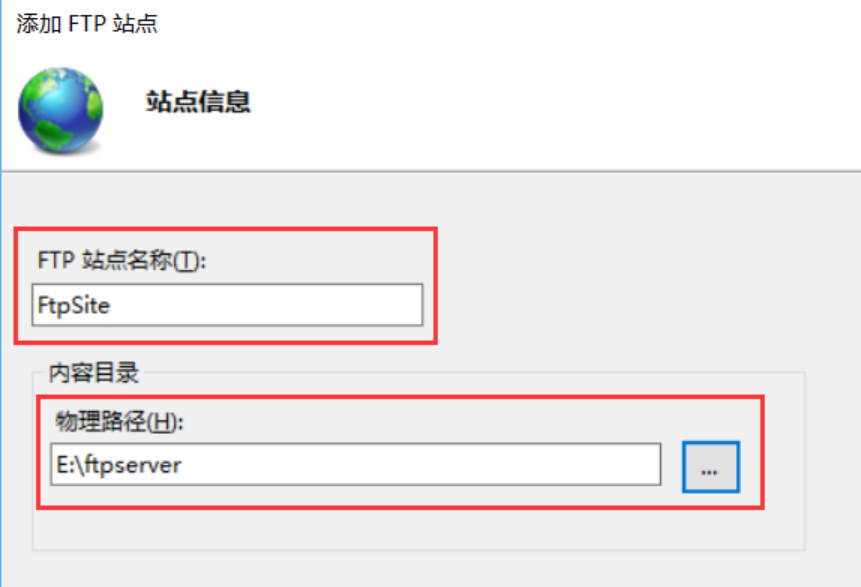 添加 FTP 站点
站点信息
FTP 站点名称(T):
FtpSite
内容目录
物理路径(H):
E:\ftpserver
...